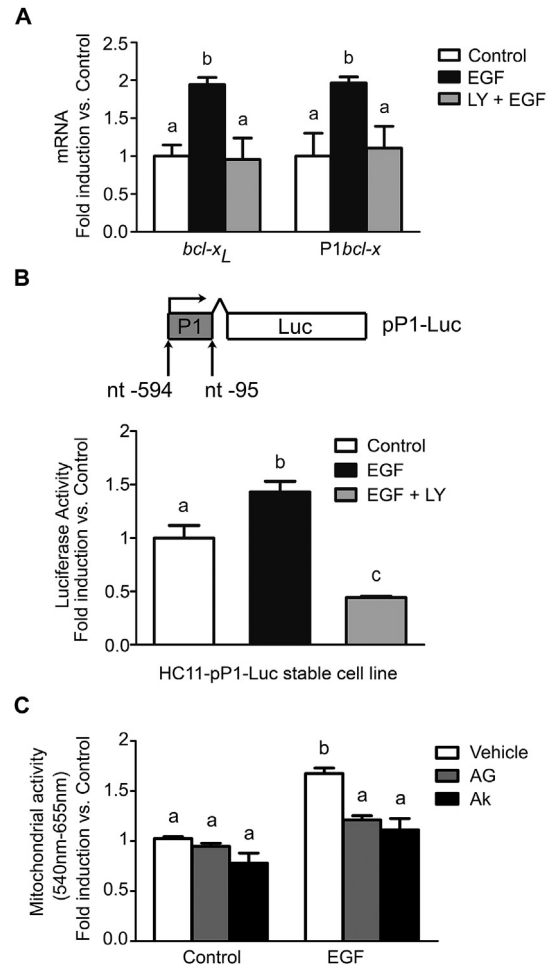 A
mRNA
Fold induction vs. Control
2.5
2
1.5
1
0.5
0.0
a
b
a
a
b
a
Control
EGF
LY + EGF
bcl-xL
P1bcl-x
B
P1
Luc
pP1-Luc
nt -594
nt -95
Luciferase Activity
Fold induction vs. Control
2
1.5
1
0.5
0.0
a
b
c
Control
EGF
EGF + LY
HC11-pP1-Luc stable cell line
C
Mitochondrial activity
(540nm-655nm)
Fold induction vs. Control
2
1.5
1
0.5
0.0
a
a
a
b
a
a
Vehicle
AG
Ak
Control
EGF